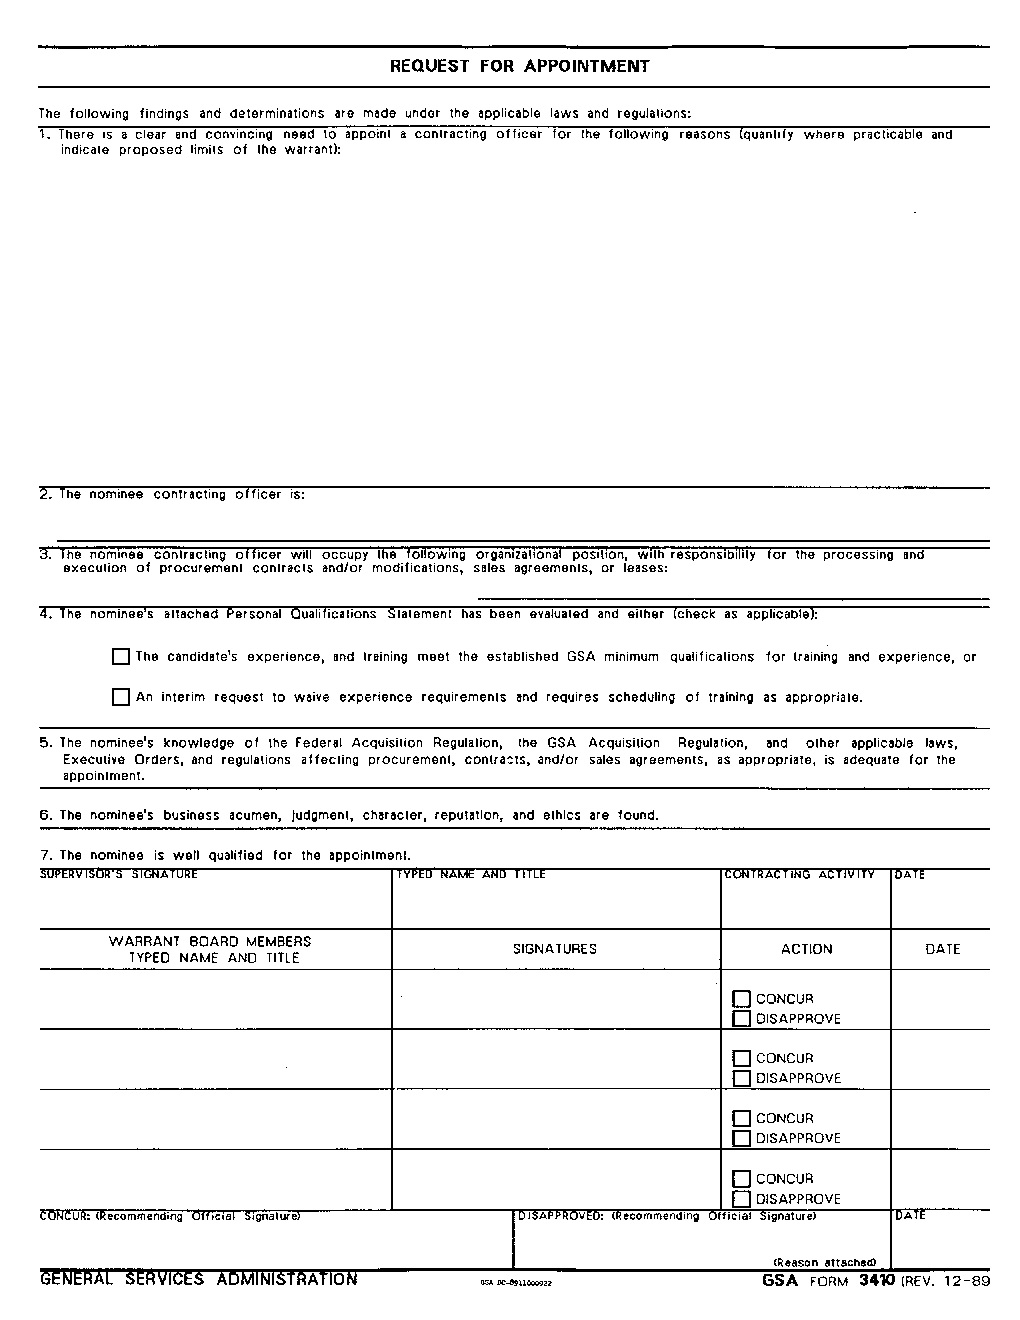 REQUEST FOR APPOINTMENT
The following findings and determinations are made under the applicable laws and regulations:
1. There is a clear and convincing need to appoint a contracting officer for the following reasons (quantify where practicable and
indicate proposed limits of the warrant):
2. The nominee contracting officer is:
3. The nominee contracting officer will occupy the following organizational position, with responsibility for the processing and
execution of procurement contracts and/or modifications, sales agreements, or leases:
4. The nominee's attached Personal Qualifications Statement has been evaluated and either (check as applicable):
The candidate's experience, and training meet the established GSA minimum qualifications for training and experience, or
An interim request to waive experience requirements and requires scheduling of training as appropriate.
5. The nominee's knowledge of the Federal Acquisition Regulation, the GSA Acquisition Regulation, and other applicable laws,
Executive Orders, and regulations affecting procurement, contracts, and/or sales agreements, as appropriate, is adequate for the
appointment.
6. The nominee's business acumen, judgment, character, reputation, and ethics are found.
7. The nominee is well qualified for the appointment.
SUPERVISOR'S SIGNATURE TYPED NAME AND TITLE CONTRACTING ACTIVITY DATE
WARRANT BOARD MEMBERS
TYPED NAME AND TITLE SIGNATURES ACTION DATE
CONCUR
DISAPPROVE
CONCUR
DISAPPROVE
CONCUR
DISAPPROVE
CONCUR
DISAPPROVE
CONCUR: (Recommending Official Signature) DISAPPROVED: (Recommending Official Signature) DATE
(Reason attached)
GENERAL SERVICES ADMINISTRATION GSA FORM 3410 (REV. 12-89